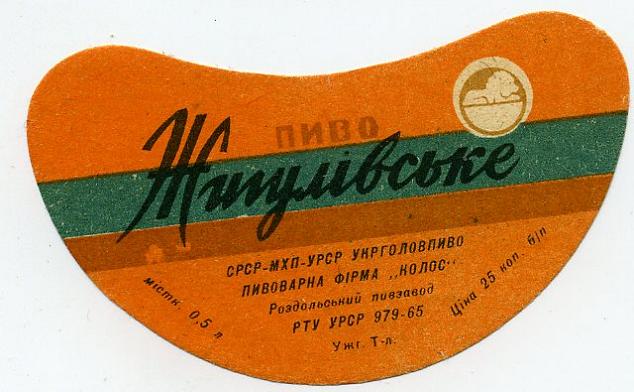 пиво
Жигулівське
СРСР-МХП-УРСР УКРГОЛОВПИВО
ПИВОВАРНА ФІРМА „КОЛОС“
Роздольський пивзавод
РТУ УРСР 979-65
Ужг. Т-л.
містк. 0,5 л
Ціна 25 коп. б/п